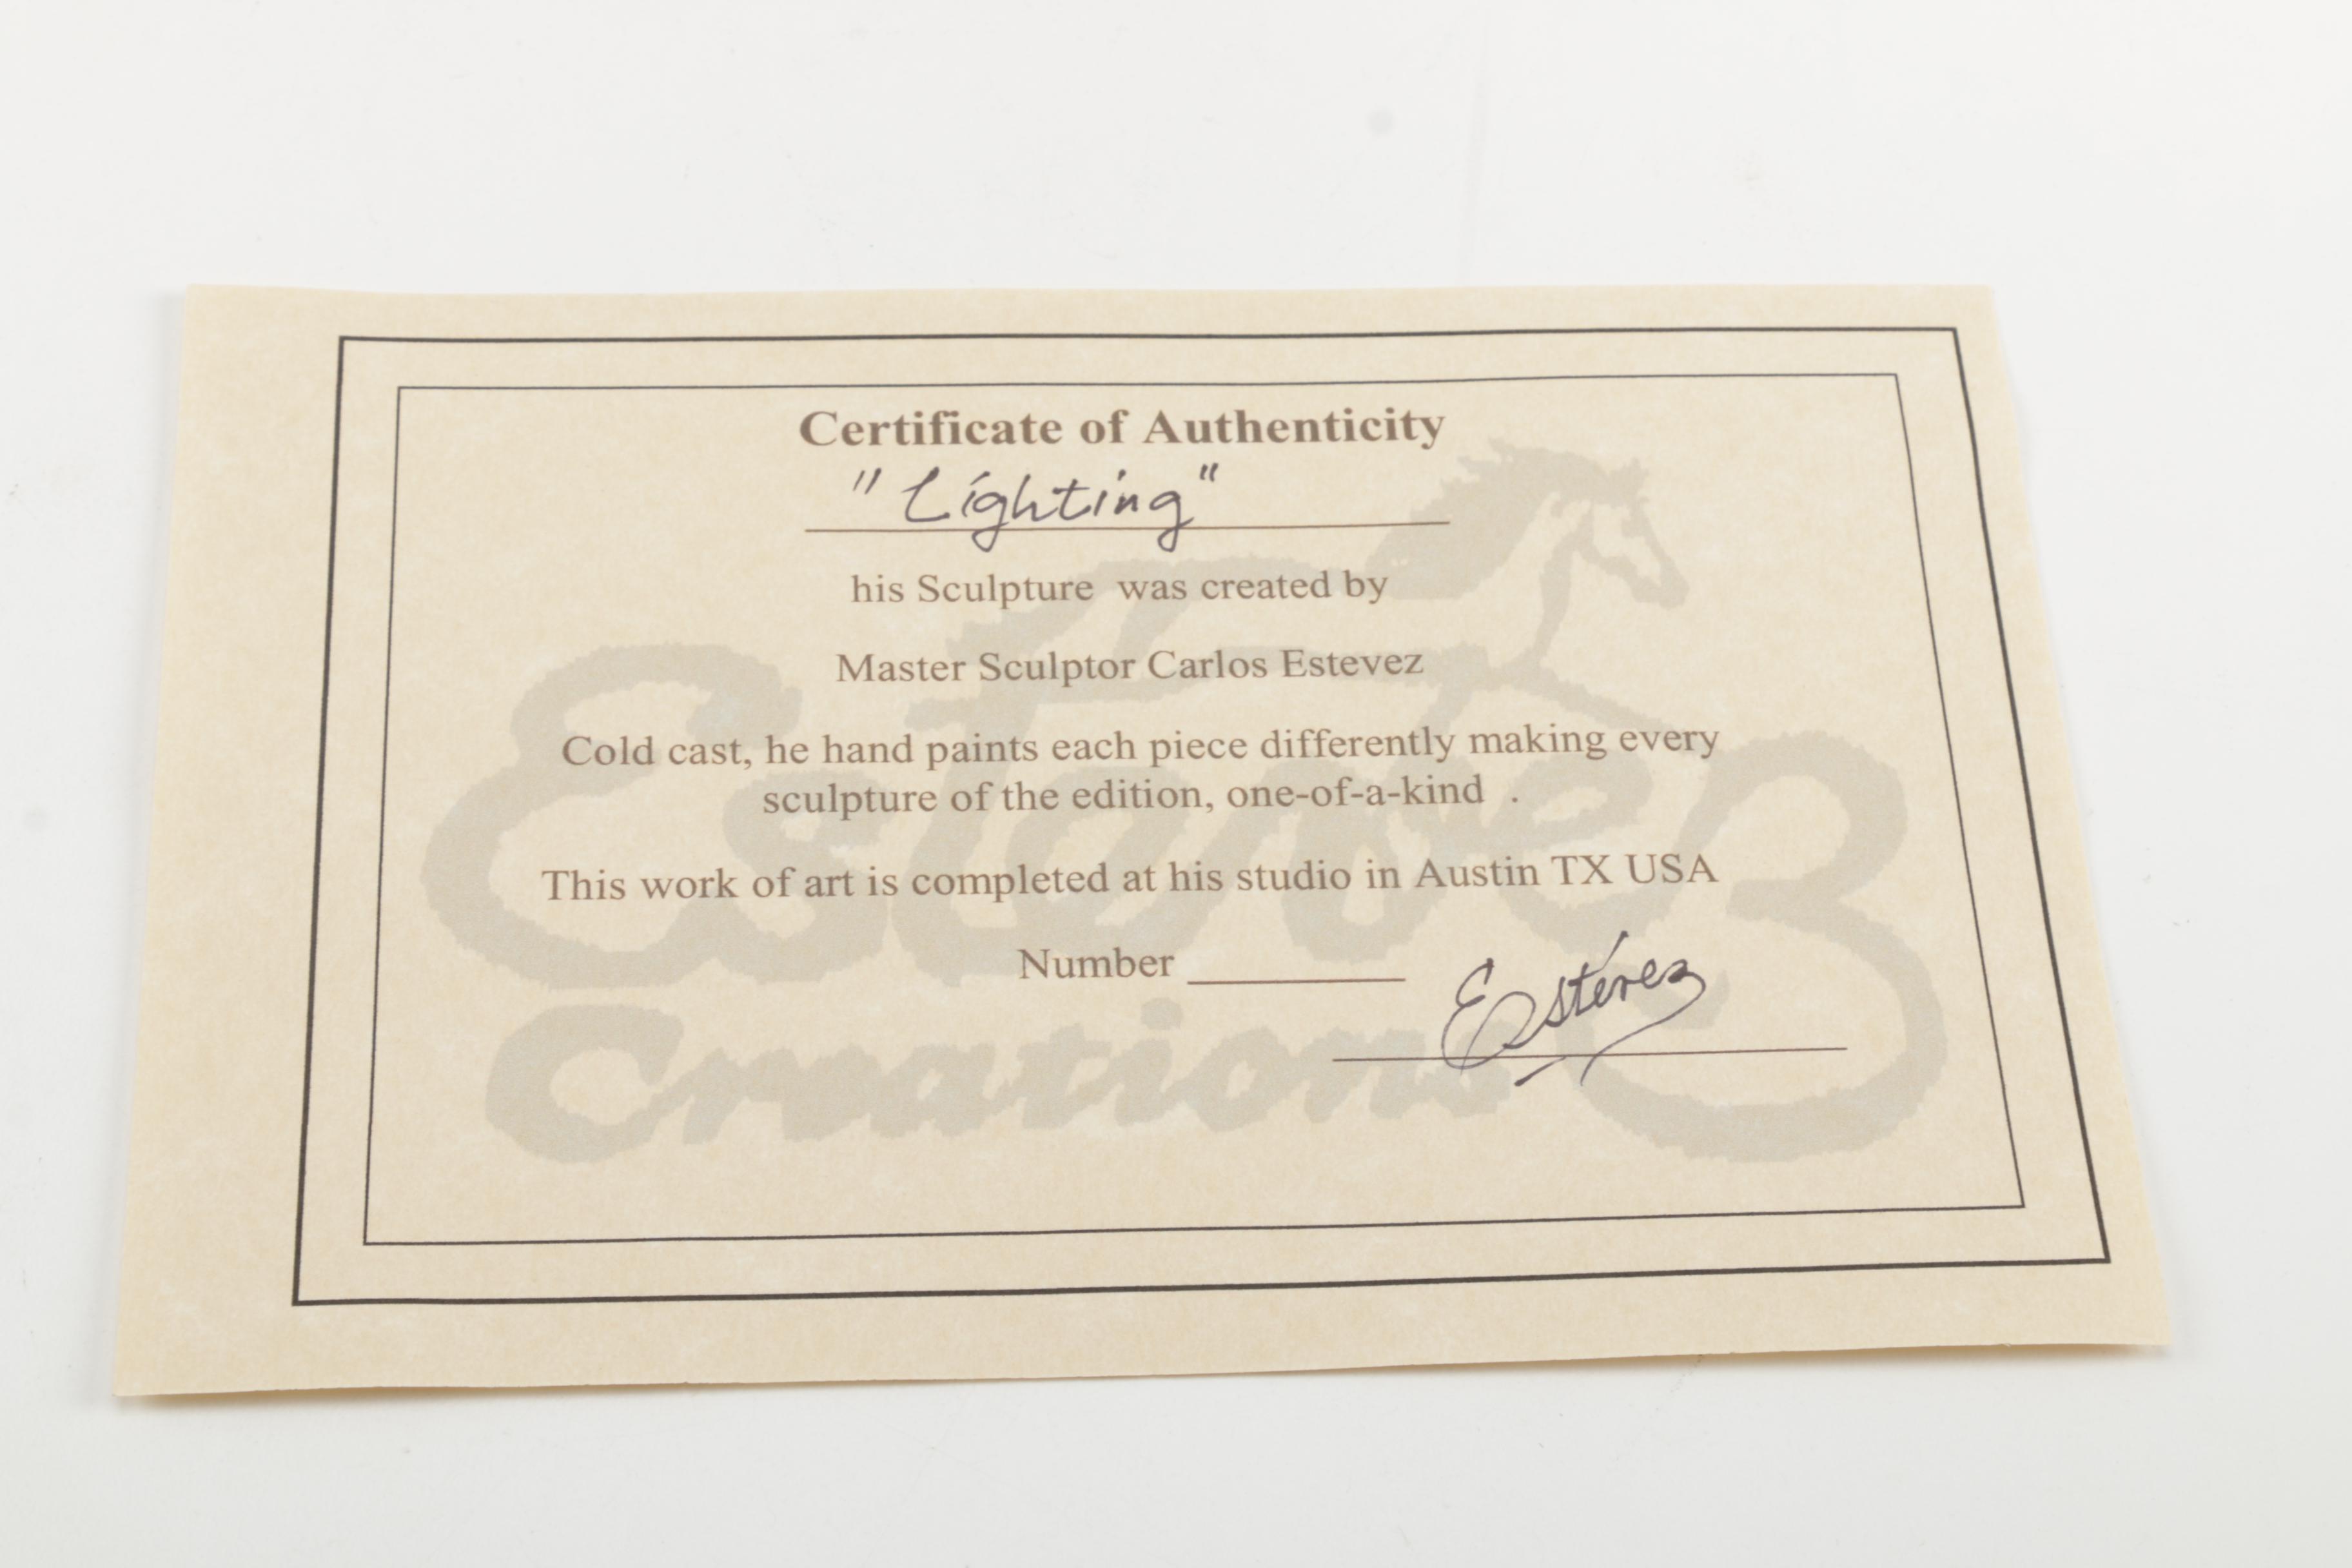 Certificate of Authenticity
"Lighting"
his Sculpture was created by
Master Sculptor Carlos Estevez
Cold cast, he hand paints each piece differently making every
sculpture of the edition, one-of-a-kind .
This work of art is completed at his studio in Austin TX USA
Number
Estevez
Estevez
Creations